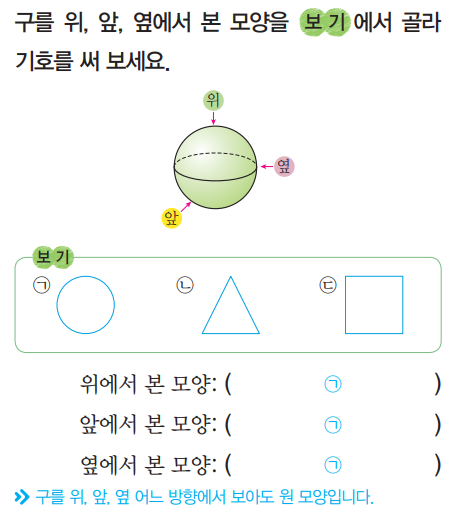 구를 위, 앞, 옆에서 본 모양을 보기에서 골라
기호를 써 보세요.
위
옆
앞
보기
㉠ ㉡ ㉢
위에서 본 모양: ( ㉠ )
앞에서 본 모양: ( ㉠ )
옆에서 본 모양: ( ㉠ )
구를 위, 앞, 옆 어느 방향에서 보아도 원 모양입니다.